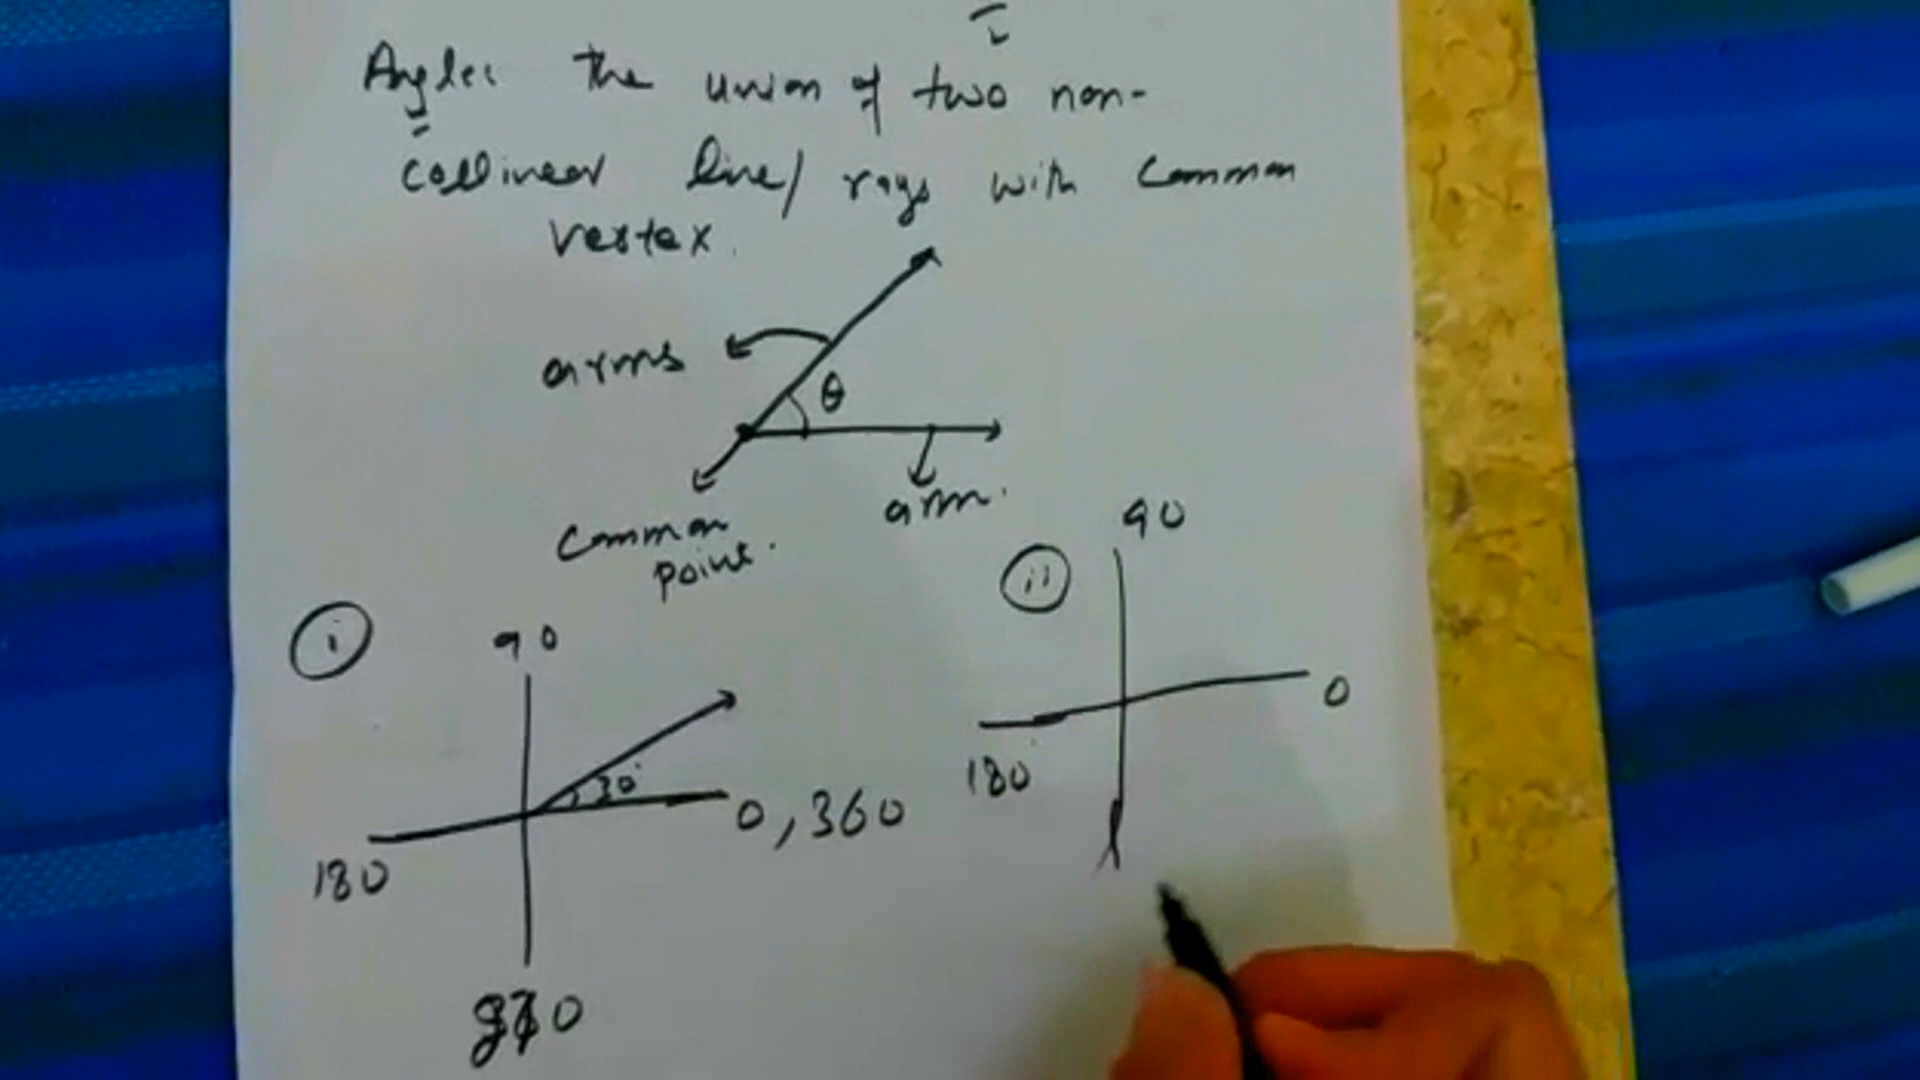 Angles The union of two non-
collinear line/ rays with common
vertex.
arms
θ
arm.
common
point.
i
90
30°
0, 360
180
ii
90
0
180